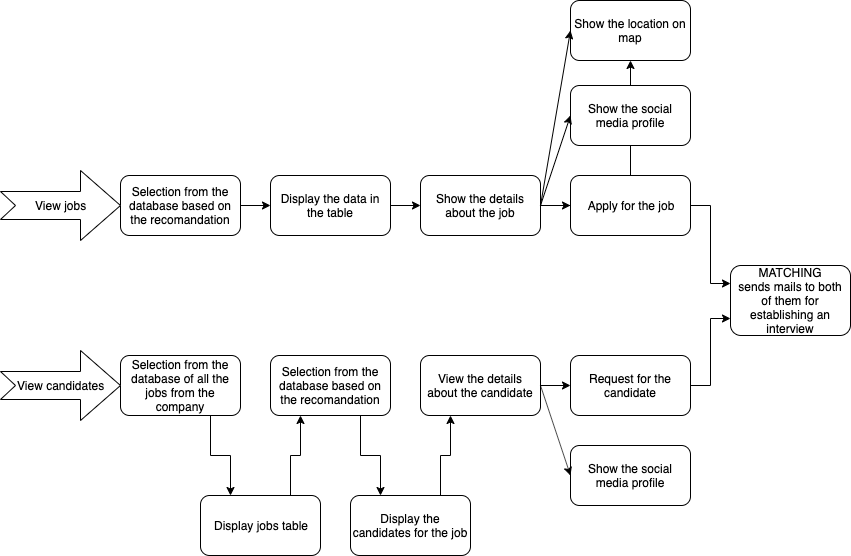 Show the location on
map
Show the social
media profile
View jobs
Selection from the
database based on
the recomandation
Display the data in
the table
Show the details
about the job
Apply for the job
MATCHING
sends mails to both
of them for
establishing an
interview
View candidates
Selection from the
database of all the
jobs from the
company
Selection from the
database based on
the recomandation
View the details
about the candidate
Request for the
candidate
Show the social
media profile
Display jobs table
Display the
candidates for the job